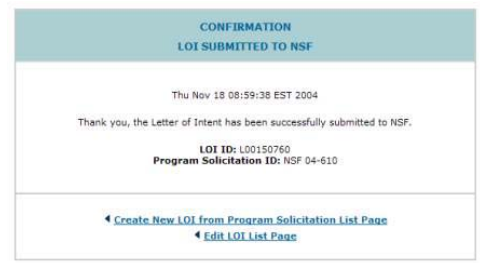 CONFIRMATION
LOI SUBMITTED TO NSF
Thu Nov 18 08:59:38 EST 2004
Thank you, the Letter of Intent has been successfully submitted to NSF.
LOI ID: L00150760
Program Solicitation ID: NSF 04-610
Create New LOI from Program Solicitation List Page
Edit LOI List Page